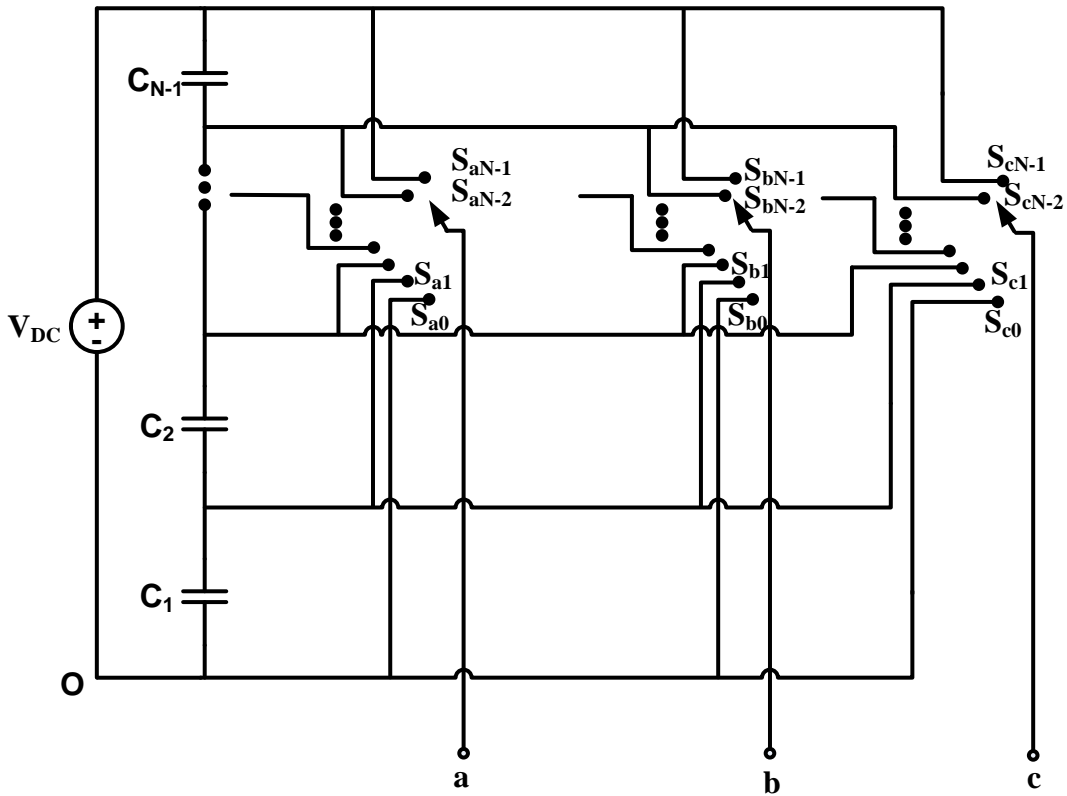 C_{N-1}
S_{aN-1}
S_{aN-2}
S_{bN-1}
S_{bN-2}
S_{cN-1}
S_{cN-2}
S_{a1}
S_{a0}
S_{b1}
S_{b0}
S_{c1}
S_{c0}
V_{DC}
+
-
C_2
C_1
O
a
b
c